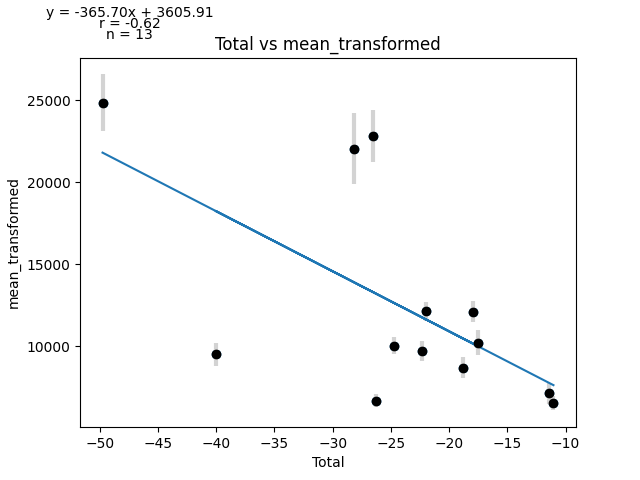 y = -365.70x + 3605.91
r = -0.62
n = 13
Total vs mean_transformed
25000
20000
15000
10000
mean_transformed
−50
−45
−40
−35
−30
−25
−20
−15
−10
Total